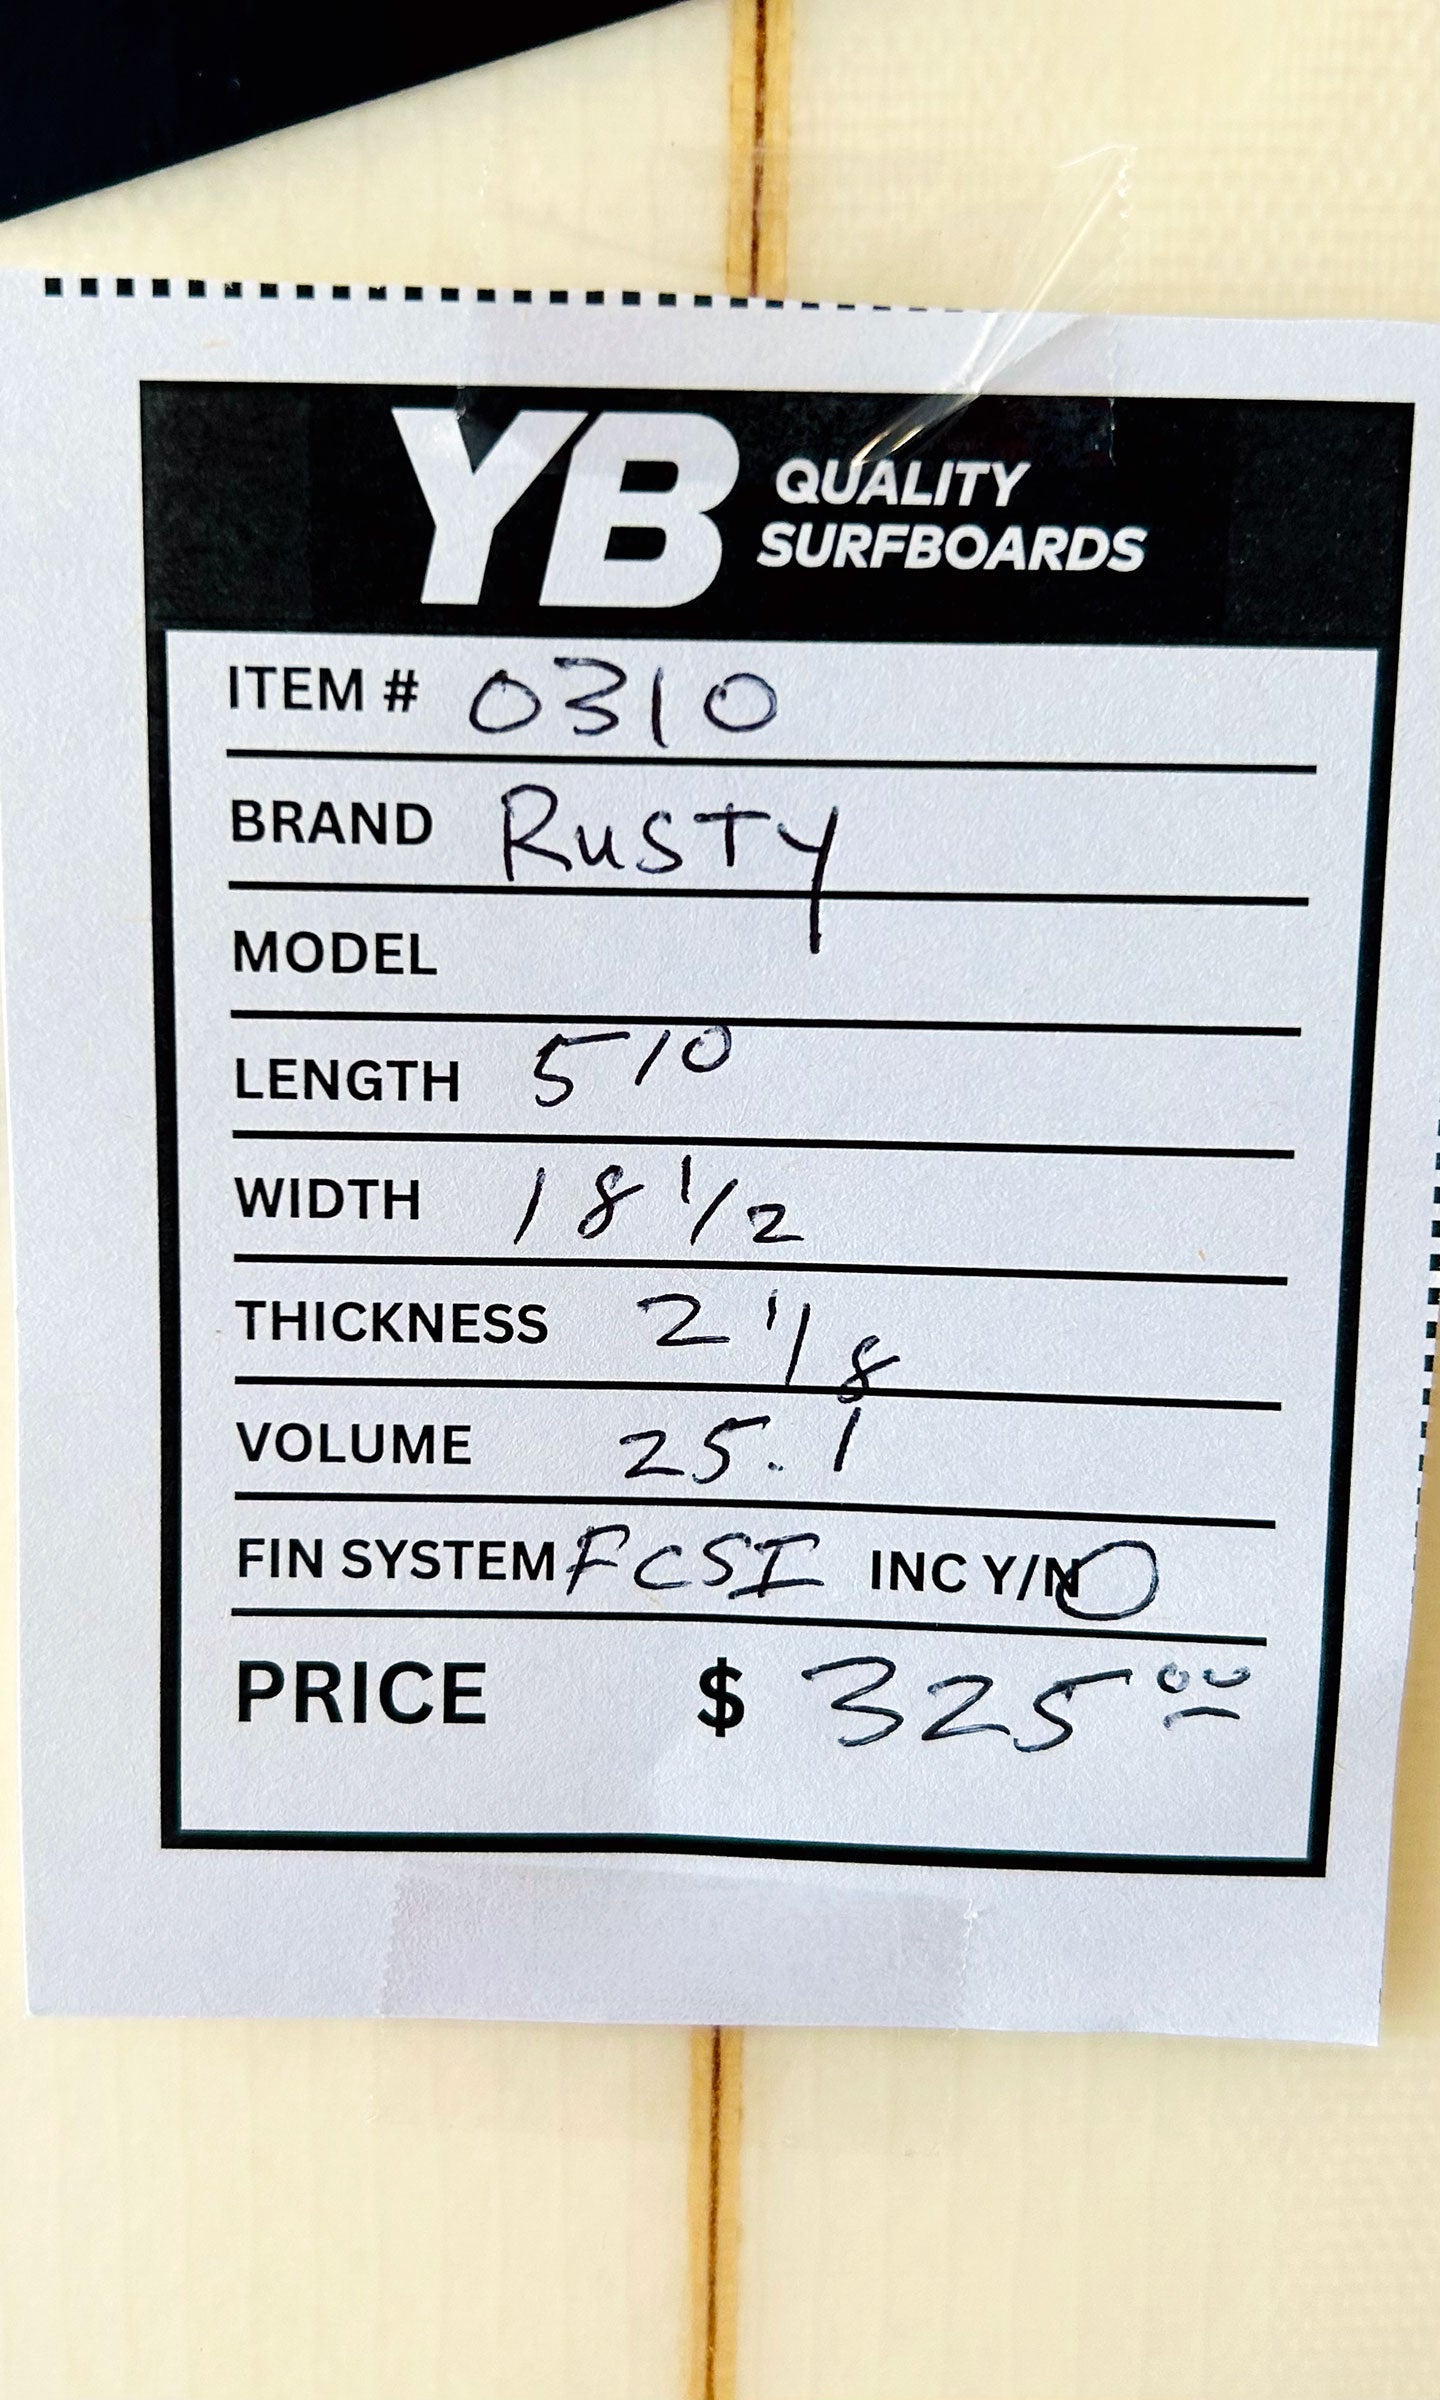 YB QUALITY
SURFBOARDS
ITEM # 0310
BRAND RUSTY
MODEL
LENGTH 5/10
WIDTH 18 1/2
THICKNESS 2 1/8
VOLUME 25.1
FIN SYSTEM FCSI INC Y/N
PRICE $ 325.00